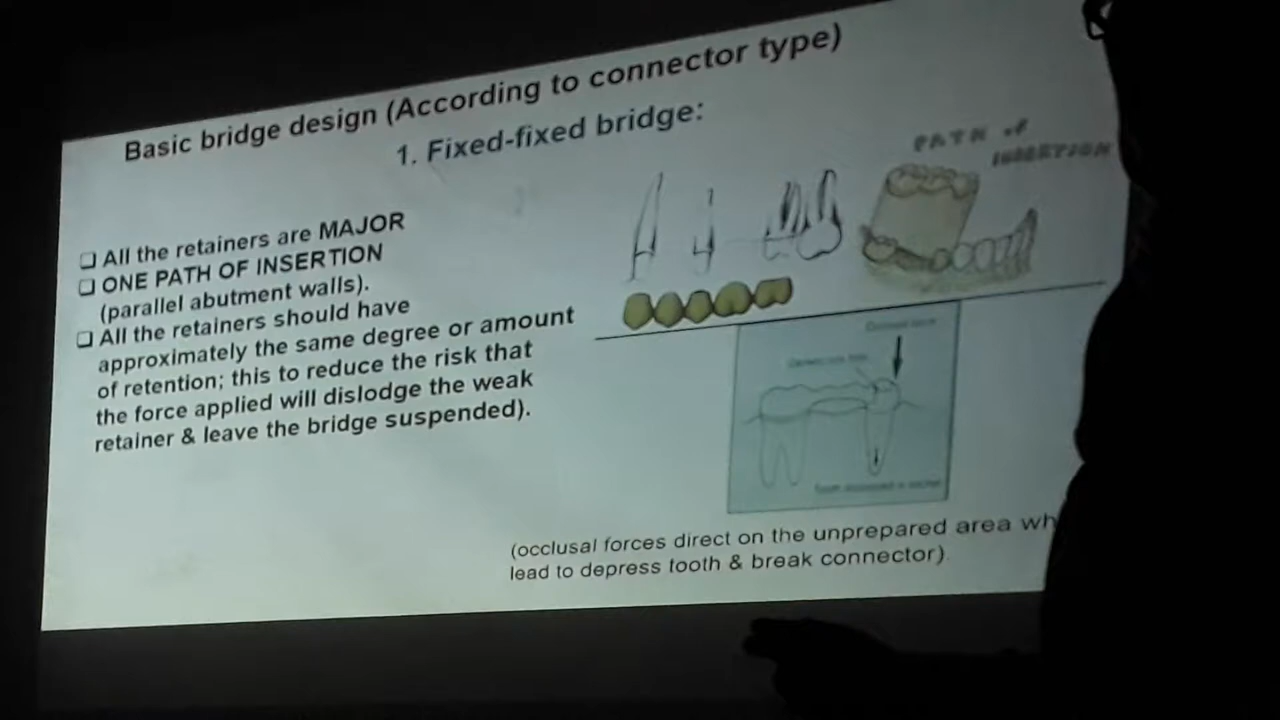 Basic bridge design (According to connector type)
1. Fixed-fixed bridge:
PATH of
INSERTION
❑ All the retainers are MAJOR
❑ ONE PATH OF INSERTION
(parallel abutment walls).
❑ All the retainers should have
approximately the same degree or amount
of retention; this to reduce the risk that
the force applied will dislodge the weak
retainer & leave the bridge suspended).
(occlusal forces direct on the unprepared area
lead to depress tooth & break connector)